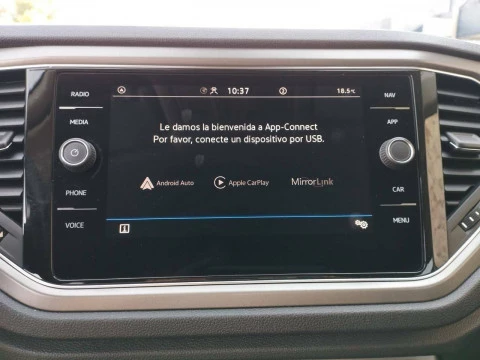 RADIO
MEDIA
PHONE
VOICE
10:37
18.5°C
Le damos la bienvenida a App-Connect
Por favor, conecte un dispositivo por USB.
Android Auto
Apple CarPlay
MirrorLink
NAV
APP
CAR
MENU